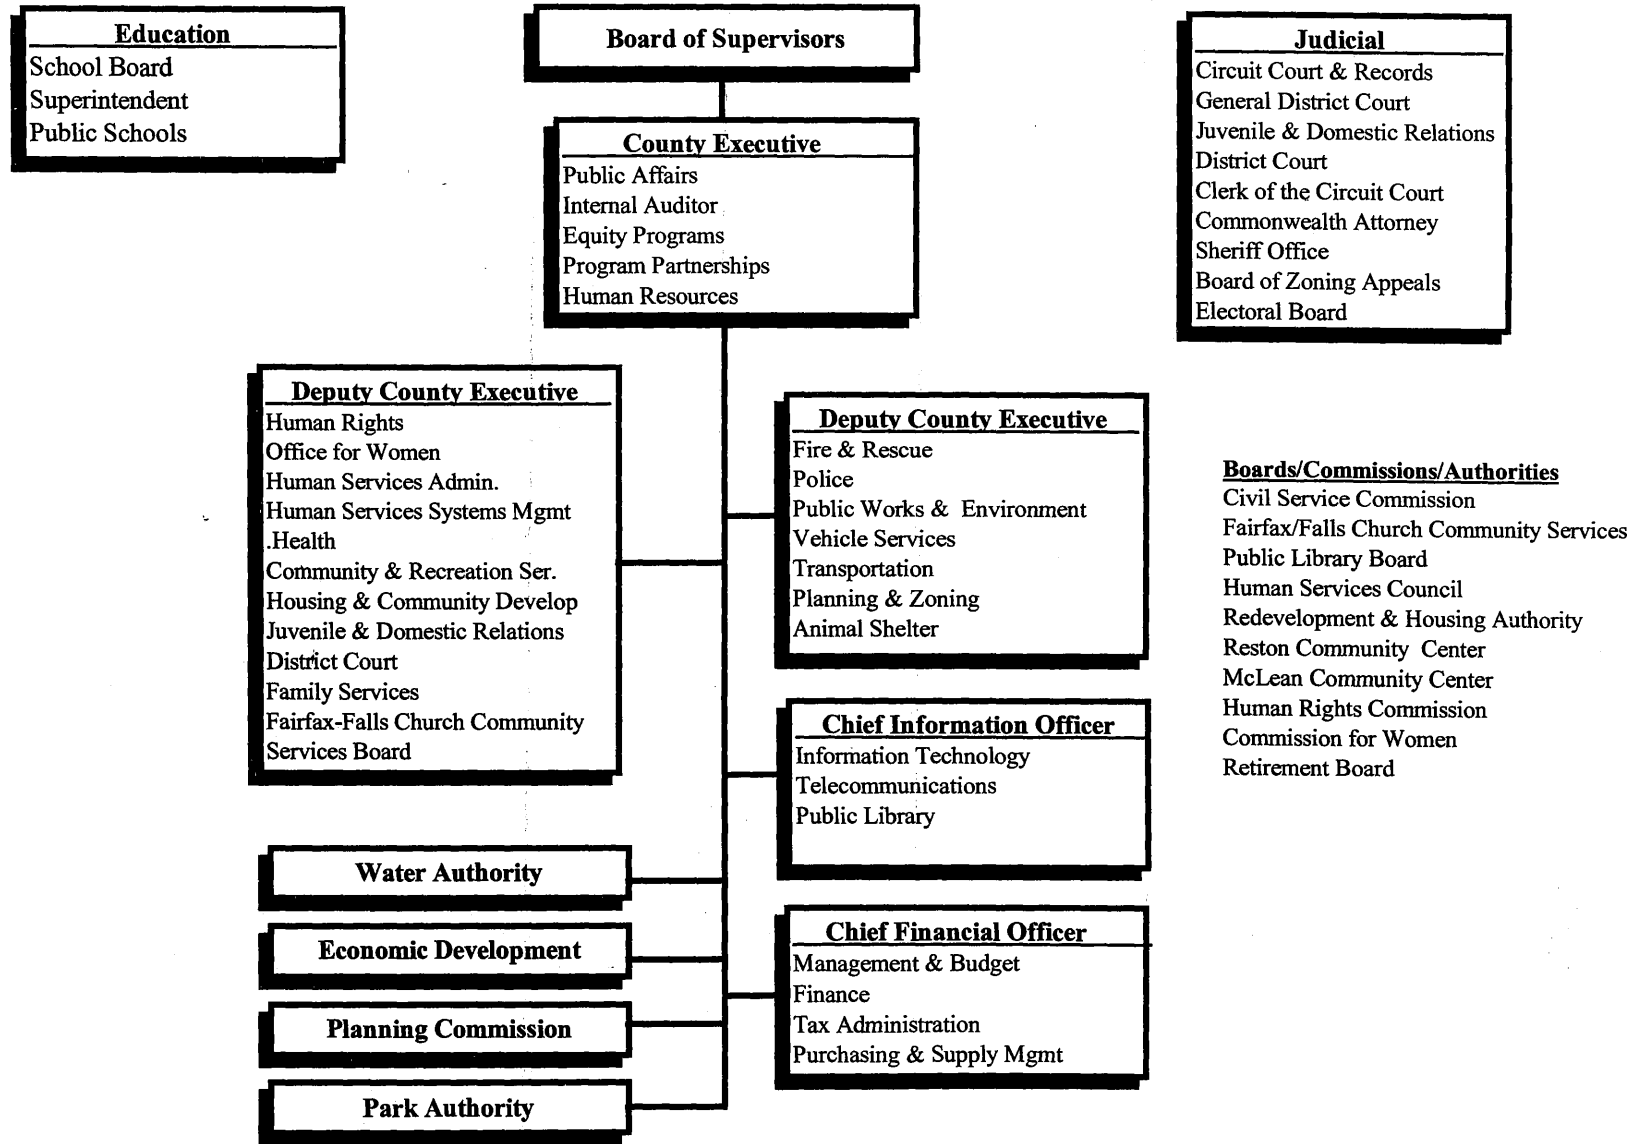 Education
School Board
Superintendent
Public Schools
Board of Supervisors
Judicial
Circuit Court & Records
General District Court
Juvenile & Domestic Relations
District Court
Clerk of the Circuit Court
Commonwealth Attorney
Sheriff Office
Board of Zoning Appeals
Electoral Board
County Executive
Public Affairs
Internal Auditor
Equity Programs
Program Partnerships
Human Resources
Deputy County Executive
Human Rights
Office for Women
Human Services Admin.
Human Services Systems Mgmt
.Health
Community & Recreation Ser.
Housing & Community Develop
Juvenile & Domestic Relations
District Court
Family Services
Fairfax-Falls Church Community
Services Board
Deputy County Executive
Fire & Rescue
Police
Public Works & Environment
Vehicle Services
Transportation
Planning & Zoning
Animal Shelter
Boards/Commissions/Authorities
Civil Service Commission
Fairfax/Falls Church Community Services
Public Library Board
Human Services Council
Redevelopment & Housing Authority
Reston Community Center
McLean Community Center
Human Rights Commission
Commission for Women
Retirement Board
Chief Information Officer
Information Technology
Telecommunications
Public Library
Water Authority
Economic Development
Planning Commission
Park Authority
Chief Financial Officer
Management & Budget
Finance
Tax Administration
Purchasing & Supply Mgmt